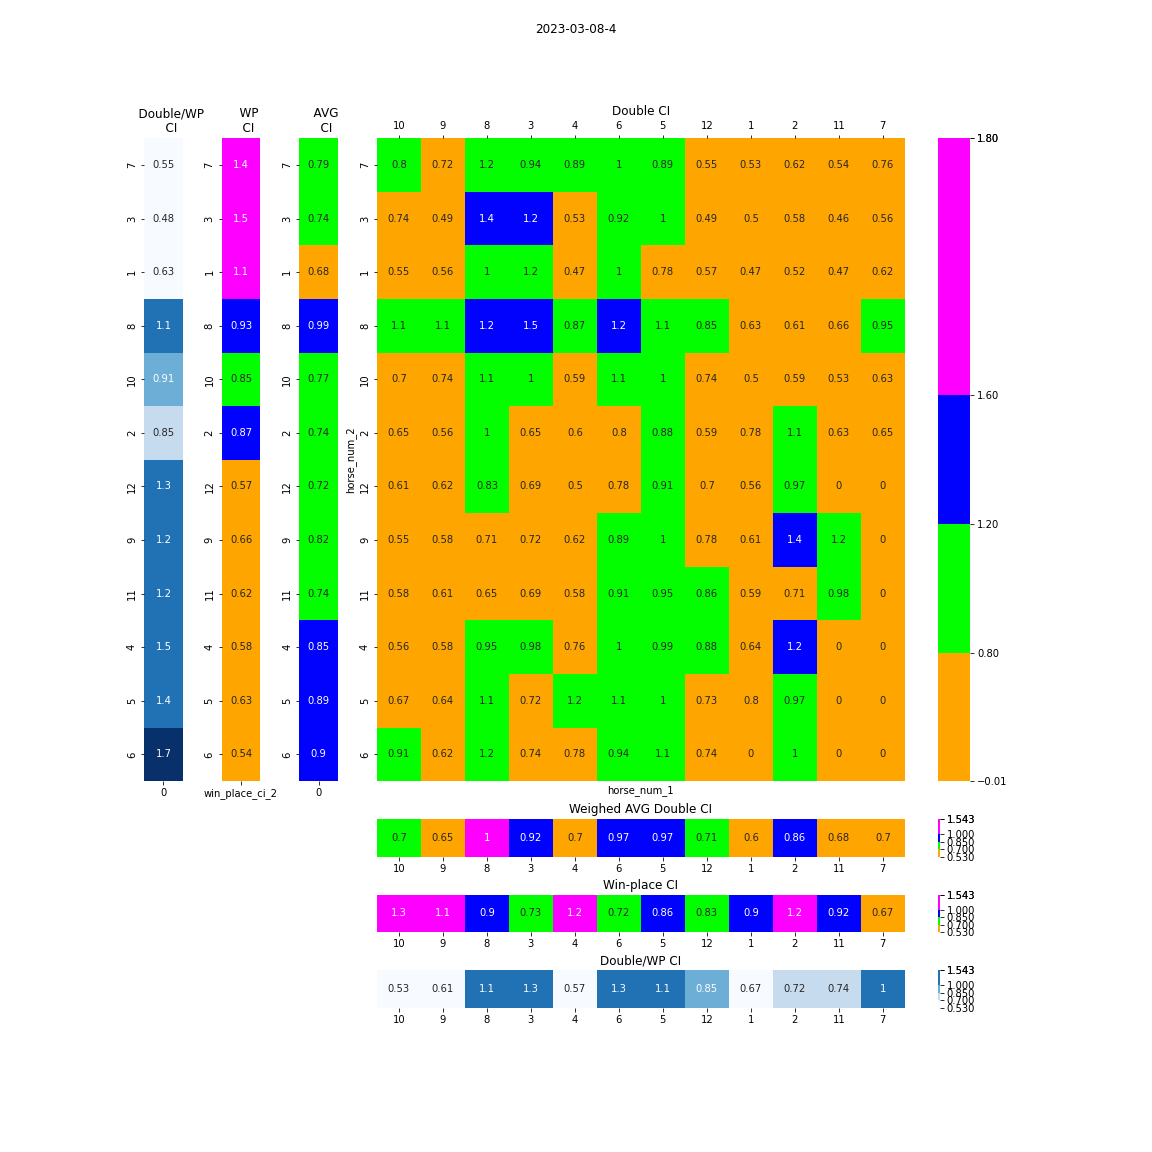 2023-03-08-4
Double/WP CI
WP CI
AVG CI
Double CI
10 9 8 3 4 6 5 12 1 2 11 7
7 0.55 7 1.4 7 0.79 7 0.8 0.72 1.2 0.94 0.89 1 0.89 0.55 0.53 0.62 0.54 0.76
3 0.48 3 1.5 3 0.74 3 0.74 0.49 1.4 1.2 0.53 0.92 1 0.49 0.5 0.58 0.46 0.56
1 0.63 1 1.1 1 0.68 1 0.55 0.56 1 1.2 0.47 1 0.78 0.57 0.47 0.52 0.47 0.62
8 1.1 8 0.93 8 0.99 8 1.1 1.1 1.2 1.5 0.87 1.2 1.1 0.85 0.63 0.61 0.66 0.95
10 0.91 10 0.85 10 0.77 10 0.7 0.74 1.1 1 0.59 1.1 1 0.74 0.5 0.59 0.53 0.63
2 0.85 2 0.87 2 0.74 2 0.65 0.56 1 0.65 0.6 0.8 0.88 0.59 0.78 1.1 0.63 0.65
12 1.3 12 0.57 12 0.72 12 0.61 0.62 0.83 0.69 0.5 0.78 0.91 0.7 0.56 0.97 0 0
9 1.2 9 0.66 9 0.82 9 0.55 0.58 0.71 0.72 0.62 0.89 1 0.78 0.61 1.4 1.2 0
11 1.2 11 0.62 11 0.74 11 0.58 0.61 0.65 0.69 0.58 0.91 0.95 0.86 0.59 0.71 0.98 0
4 1.5 4 0.58 4 0.85 4 0.56 0.58 0.95 0.98 0.76 1 0.99 0.88 0.64 1.2 0 0
5 1.4 5 0.63 5 0.89 5 0.67 0.64 1.1 0.72 1.2 1.1 1 0.73 0.8 0.97 0 0
6 1.7 6 0.54 6 0.9 6 0.91 0.62 1.2 0.74 0.78 0.94 1.1 0.74 0 1 0 0
horse_num_2
0 win_place_ci_2 0 horse_num_1
1.80
1.60
1.20
0.80
−0.01
Weighed AVG Double CI
0.7 0.65 1 0.92 0.7 0.97 0.97 0.71 0.6 0.86 0.68 0.7
10 9 8 3 4 6 5 12 1 2 11 7
1.543
1.000
0.850
0.700
0.530
Win-place CI
1.3 1.1 0.9 0.73 1.2 0.72 0.86 0.83 0.9 1.2 0.92 0.67
10 9 8 3 4 6 5 12 1 2 11 7
1.543
1.000
0.850
0.700
0.530
Double/WP CI
0.53 0.61 1.1 1.3 0.57 1.3 1.1 0.85 0.67 0.72 0.74 1
10 9 8 3 4 6 5 12 1 2 11 7
1.543
1.000
0.850
0.700
0.530